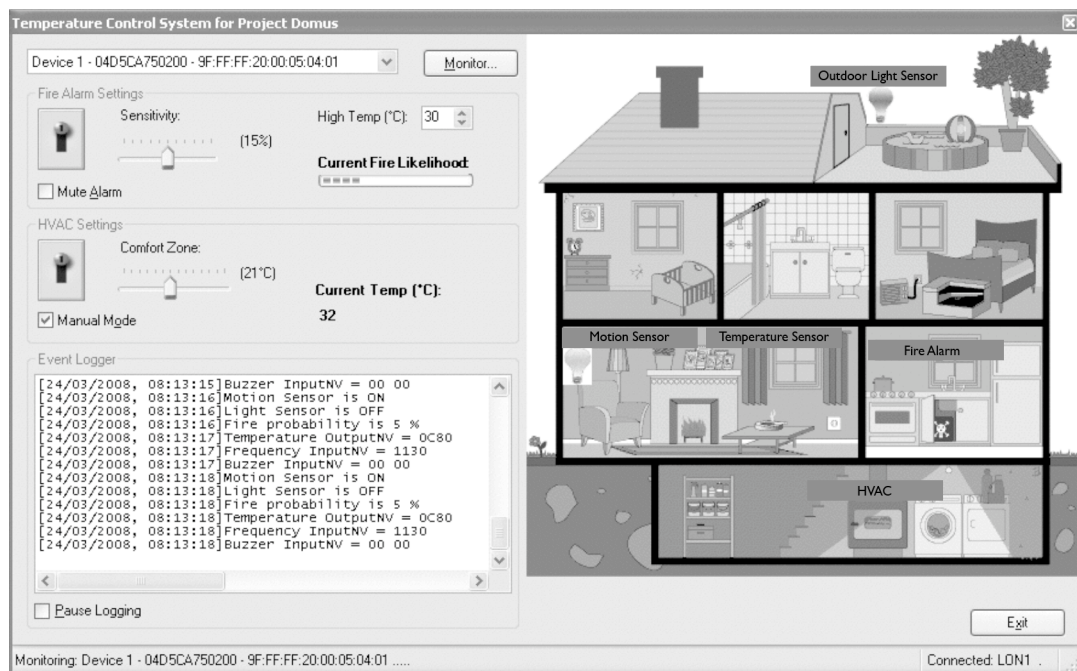 Temperature Control System for Project Domus
Device 1 - 04D5CA750200 - 9F:FF:FF:20:00:05:04:01
Monitor...
Fire Alarm Settings
Sensitivity:
(15%)
High Temp (°C):
30
Current Fire Likelihood:
Mute Alarm
HVAC Settings
Comfort Zone:
(21°C)
Current Temp (°C):
32
Manual Mode
Event Logger
[24/03/2008, 08:13:15]Buzzer InputNV = 00 00
[24/03/2008, 08:13:16]Motion Sensor is ON
[24/03/2008, 08:13:16]Light Sensor is OFF
[24/03/2008, 08:13:16]Fire probability is 5 %
[24/03/2008, 08:13:17]Temperature OutputNV = 0C80
[24/03/2008, 08:13:17]Frequency InputNV = 1130
[24/03/2008, 08:13:17]Buzzer InputNV = 00 00
[24/03/2008, 08:13:18]Motion Sensor is ON
[24/03/2008, 08:13:18]Light Sensor is OFF
[24/03/2008, 08:13:18]Fire probability is 5 %
[24/03/2008, 08:13:18]Temperature OutputNV = 0C80
[24/03/2008, 08:13:18]Frequency InputNV = 1130
[24/03/2008, 08:13:18]Buzzer InputNV = 00 00
Pause Logging
Outdoor Light Sensor
Motion Sensor
Temperature Sensor
Fire Alarm
HVAC
Exit
Monitoring: Device 1 - 04D5CA750200 - 9F:FF:FF:20:00:05:04:01 .....
Connected: LON1 .